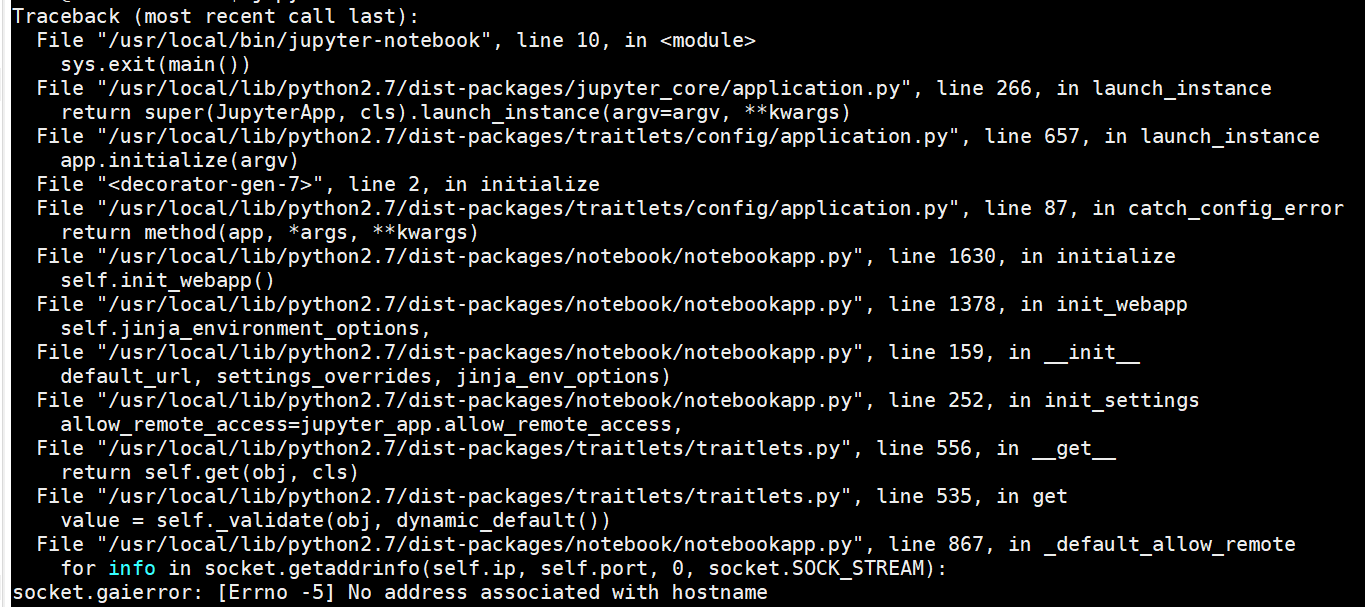 Traceback (most recent call last):
File "/usr/local/bin/jupyter-notebook", line 10, in <module>
sys.exit(main())
File "/usr/local/lib/python2.7/dist-packages/jupyter_core/application.py", line 266, in launch_instance
return super(JupyterApp, cls).launch_instance(argv=argv, **kwargs)
File "/usr/local/lib/python2.7/dist-packages/traitlets/config/application.py", line 657, in launch_instance
app.initialize(argv)
File "<decorator-gen-7>", line 2, in initialize
File "/usr/local/lib/python2.7/dist-packages/traitlets/config/application.py", line 87, in catch_config_error
return method(app, *args, **kwargs)
File "/usr/local/lib/python2.7/dist-packages/notebook/notebookapp.py", line 1630, in initialize
self.init_webapp()
File "/usr/local/lib/python2.7/dist-packages/notebook/notebookapp.py", line 1378, in init_webapp
self.jinja_environment_options,
File "/usr/local/lib/python2.7/dist-packages/notebook/notebookapp.py", line 159, in __init__
default_url, settings_overrides, jinja_env_options)
File "/usr/local/lib/python2.7/dist-packages/notebook/notebookapp.py", line 252, in init_settings
allow_remote_access=jupyter_app.allow_remote_access,
File "/usr/local/lib/python2.7/dist-packages/traitlets/traitlets.py", line 556, in __get__
return self.get(obj, cls)
File "/usr/local/lib/python2.7/dist-packages/traitlets/traitlets.py", line 535, in get
value = self._validate(obj, dynamic_default())
File "/usr/local/lib/python2.7/dist-packages/notebook/notebookapp.py", line 867, in _default_allow_remote
for info in socket.getaddrinfo(self.ip, self.port, 0, socket.SOCK_STREAM):
socket.gaierror: [Errno -5] No address associated with hostname